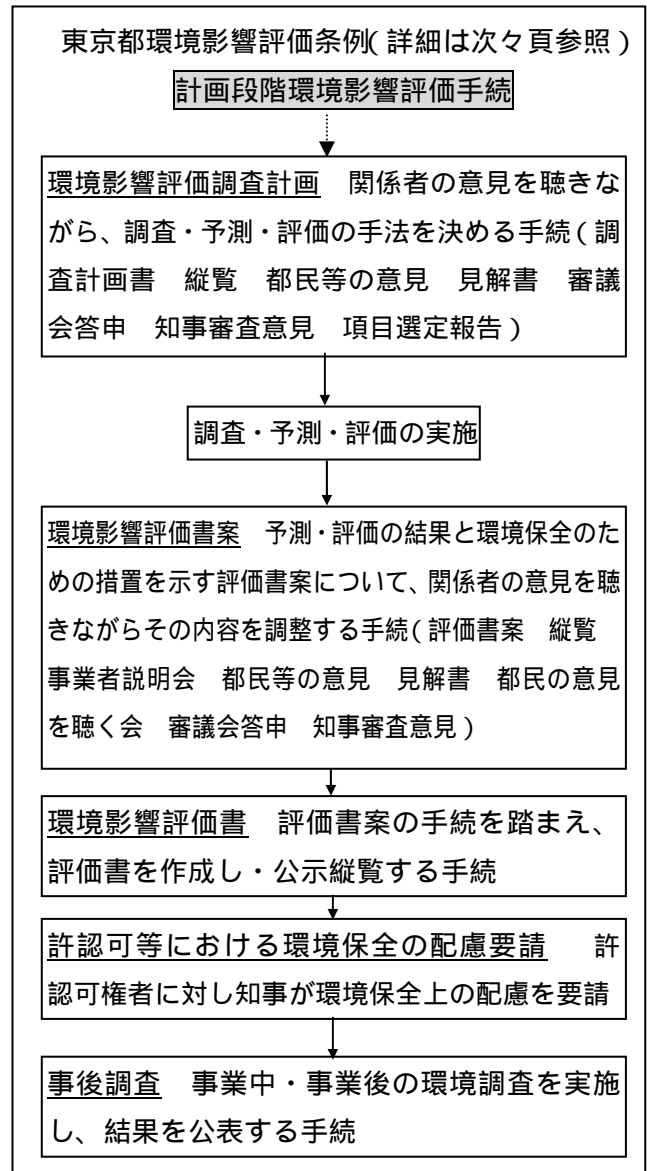 東京都環境影響評価条例(詳細は次々頁参照)
計画段階環境影響評価手続
環境影響評価調査計画　関係者の意見を聴きな
がら、調査・予測・評価の手法を決める手続(調
査計画書　縦覧　都民等の意見　見解書　審議
会答申　知事審査意見　項目選定報告)
調査・予測・評価の実施
環境影響評価書案　予測・評価の結果と環境保全のた
めの措置を示す評価書案について、関係者の意見を聴
きながらその内容を調整する手続(評価書案　縦覧
事業者説明会　都民等の意見　見解書　都民の意見
を聴く会　審議会答申　知事審査意見)
環境影響評価書　評価書案の手続を踏まえ、
評価書を作成し・公示縦覧する手続
許認可等における環境保全の配慮要請　許
認可権者に対し知事が環境保全上の配慮を要請
事後調査　事業中・事業後の環境調査を実施
し、結果を公表する手続